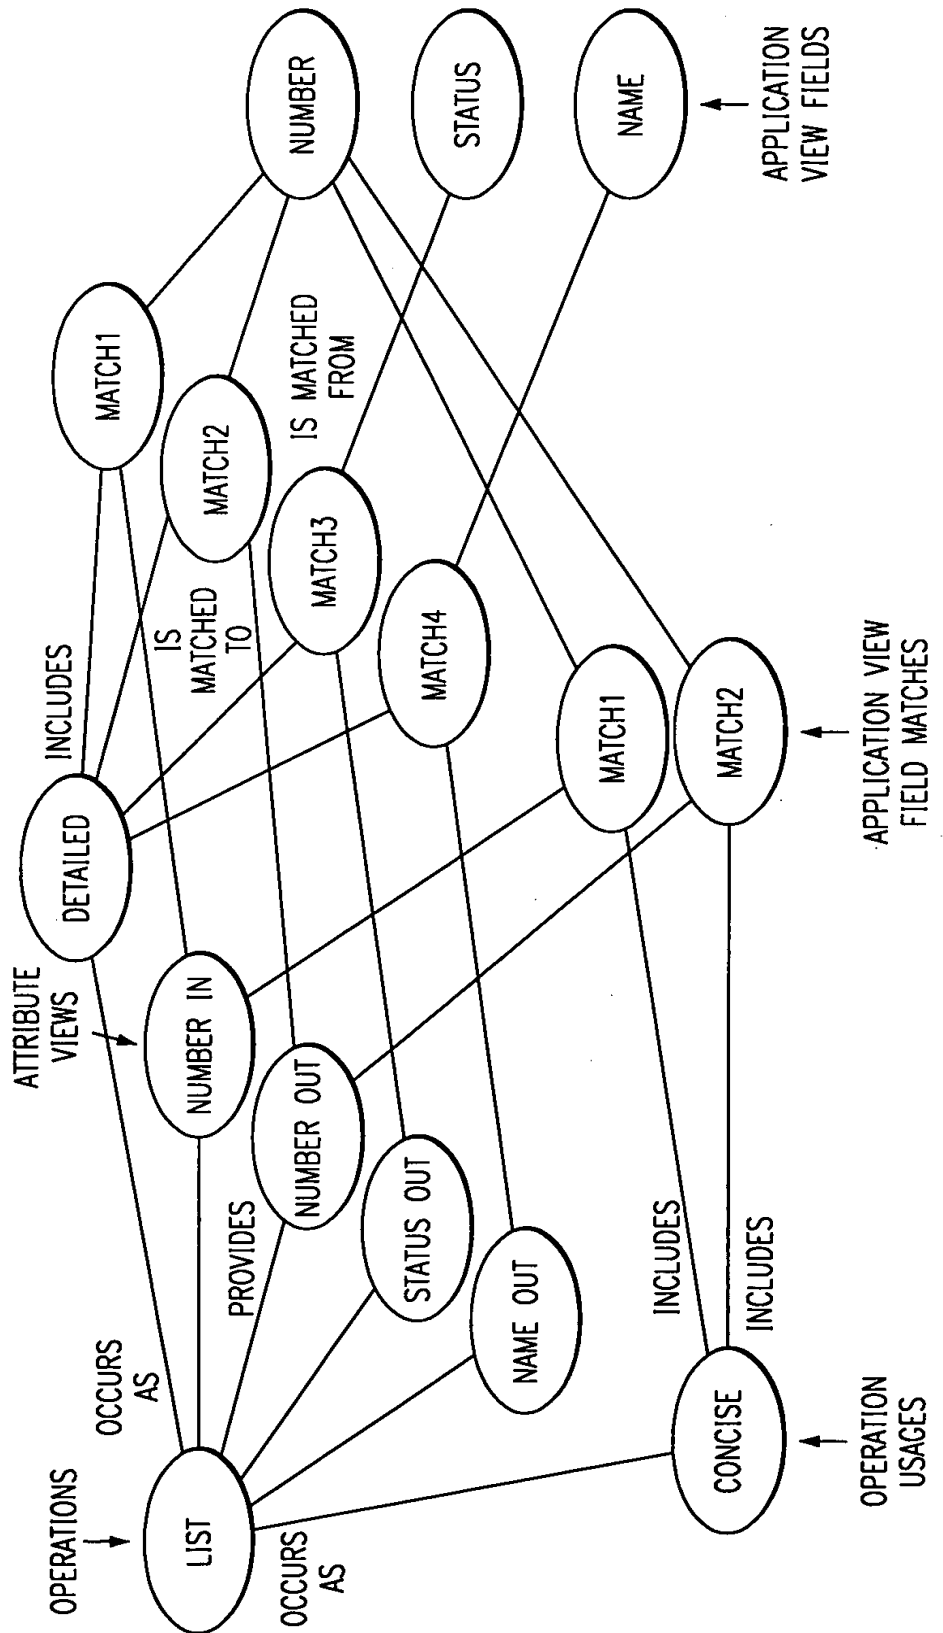 OPERATIONS
LIST
OCCURS
AS
OCCURS
AS
ATTRIBUTE
VIEWS
DETAILED
INCLUDES
NUMBER IN
PROVIDES
NUMBER OUT
STATUS OUT
NAME OUT
IS
MATCHED
TO
MATCH1
MATCH2
MATCH3
MATCH4
IS MATCHED
FROM
NUMBER
STATUS
NAME
APPLICATION
VIEW FIELDS
MATCH1
MATCH2
APPLICATION VIEW
FIELD MATCHES
INCLUDES
INCLUDES
CONCISE
OPERATION
USAGES